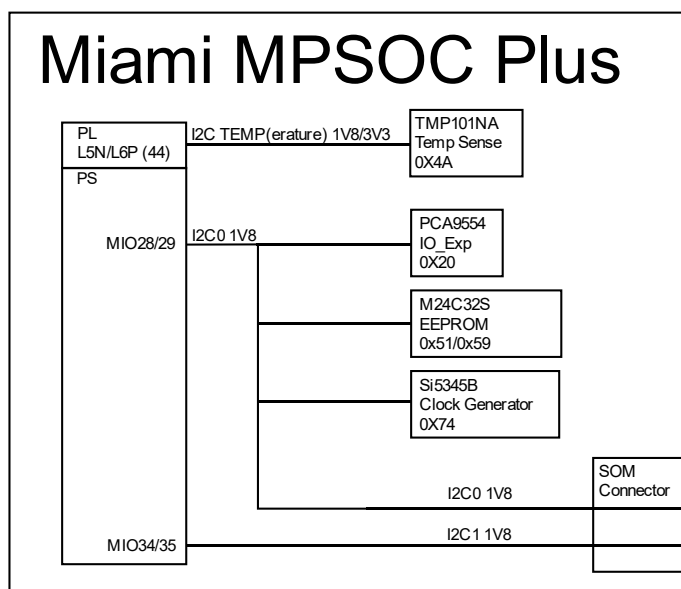 Miami MPSOC Plus
PL
L5N/L6P (44)
I2C TEMP(erature) 1V8/3V3
TMP101NA
Temp Sense
0X4A
PS
MIO28/29
I2C0 1V8
PCA9554
IO_Exp
0X20
M24C32S
EEPROM
0x51/0x59
Si5345B
Clock Generator
0X74
I2C0 1V8
SOM
Connector
MIO34/35
I2C1 1V8